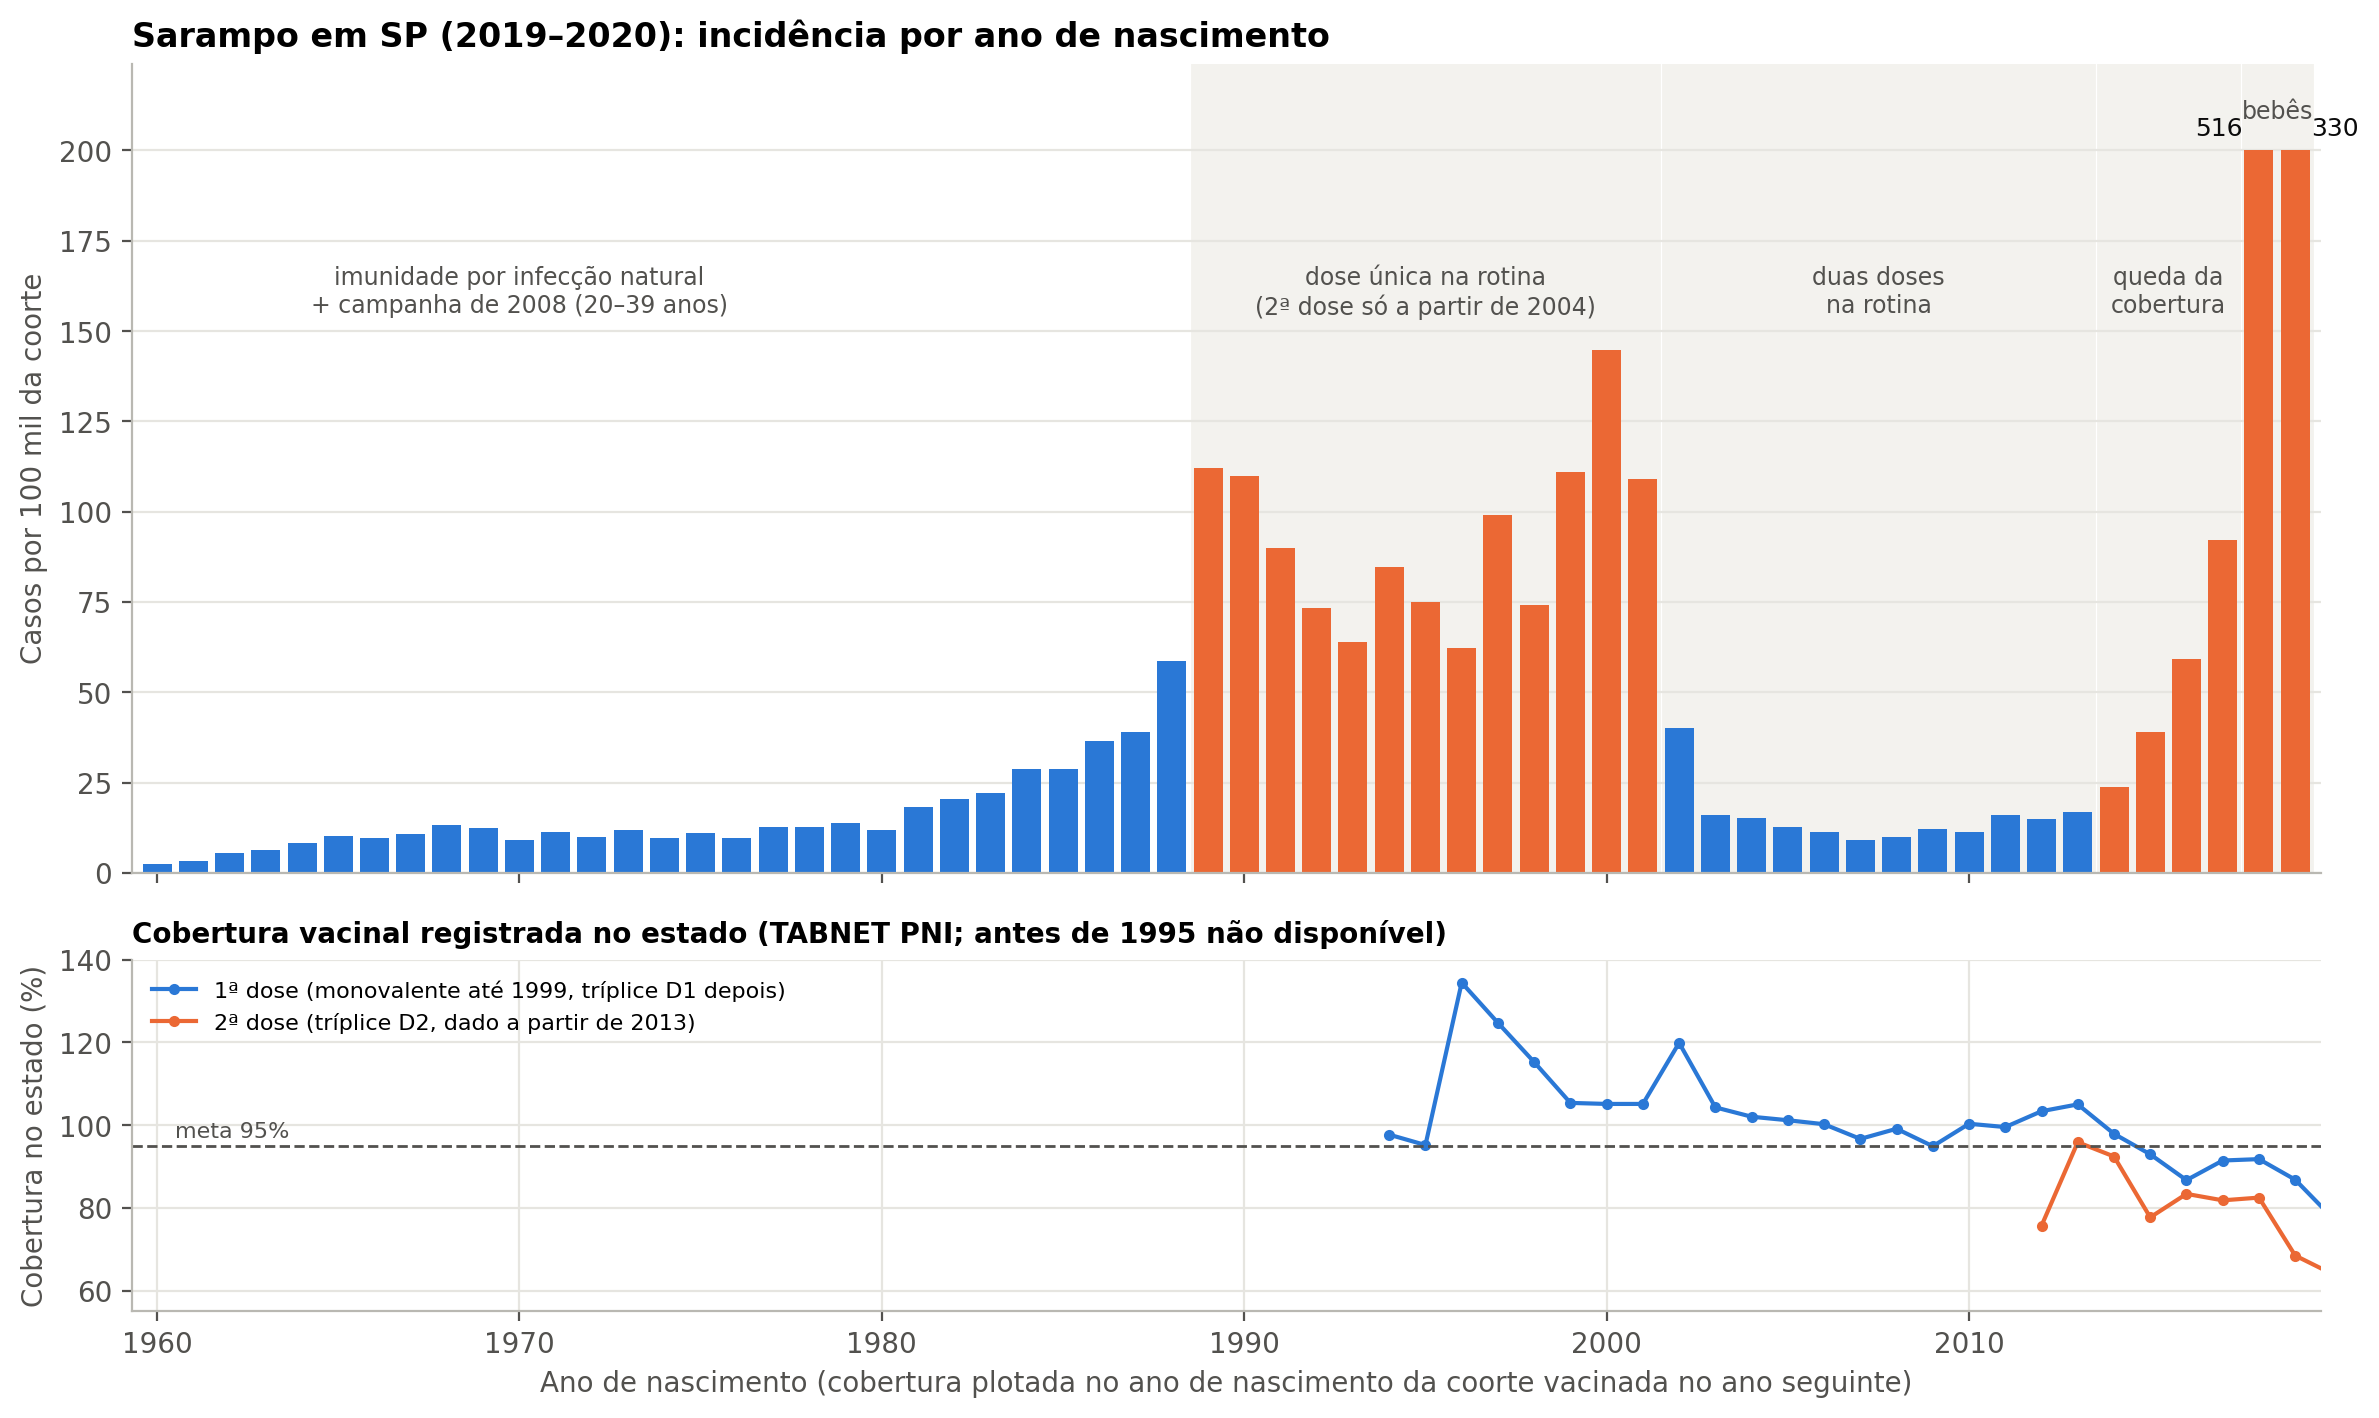 Sarampo em SP (2019–2020): incidência por ano de nascimento
Casos por 100 mil da coorte
200
175
150
125
100
75
50
25
0
imunidade por infecção natural
+ campanha de 2008 (20–39 anos)
dose única na rotina
(2ª dose só a partir de 2004)
duas doses
na rotina
queda da
cobertura
bebês
516
330
Cobertura vacinal registrada no estado (TABNET PNI; antes de 1995 não disponível)
Cobertura no estado (%)
140
120
100
80
60
1ª dose (monovalente até 1999, tríplice D1 depois)
2ª dose (tríplice D2, dado a partir de 2013)
meta 95%
1960
1970
1980
1990
2000
2010
Ano de nascimento (cobertura plotada no ano de nascimento da coorte vacinada no ano seguinte)